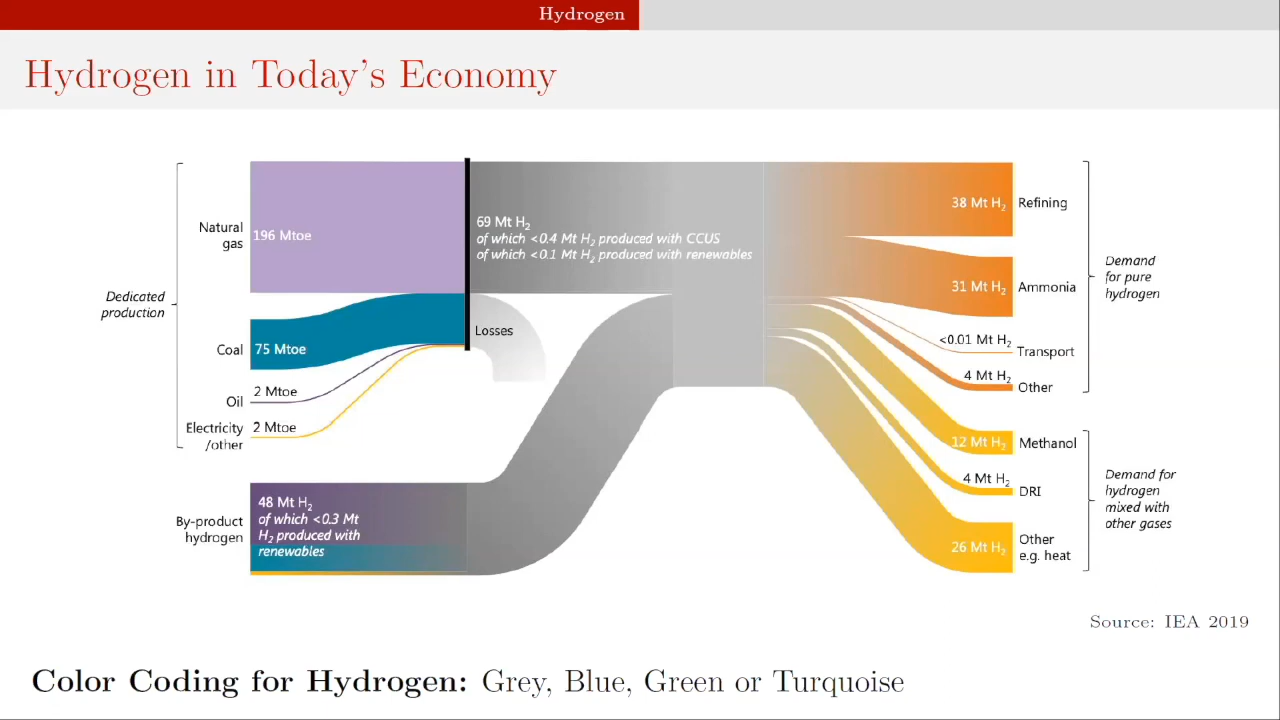 Hydrogen
Hydrogen in Today's Economy
Dedicated
production
Natural
gas
196 Mtoe
Coal
75 Mtoe
Oil
2 Mtoe
Electricity
/other
2 Mtoe
By-product
hydrogen
48 Mt H₂
of which <0.3 Mt
H₂ produced with
renewables
69 Mt H₂
of which <0.4 Mt H₂ produced with CCUS
of which <0.1 Mt H₂ produced with renewables
Losses
38 Mt H₂ Refining
31 Mt H₂ Ammonia
<0.01 Mt H₂ Transport
4 Mt H₂ Other
12 Mt H₂ Methanol
4 Mt H₂ DRI
26 Mt H₂ Other
e.g. heat
Demand
for pure
hydrogen
Demand for
hydrogen
mixed with
other gases
Source: IEA 2019
Color Coding for Hydrogen: Grey, Blue, Green or Turquoise